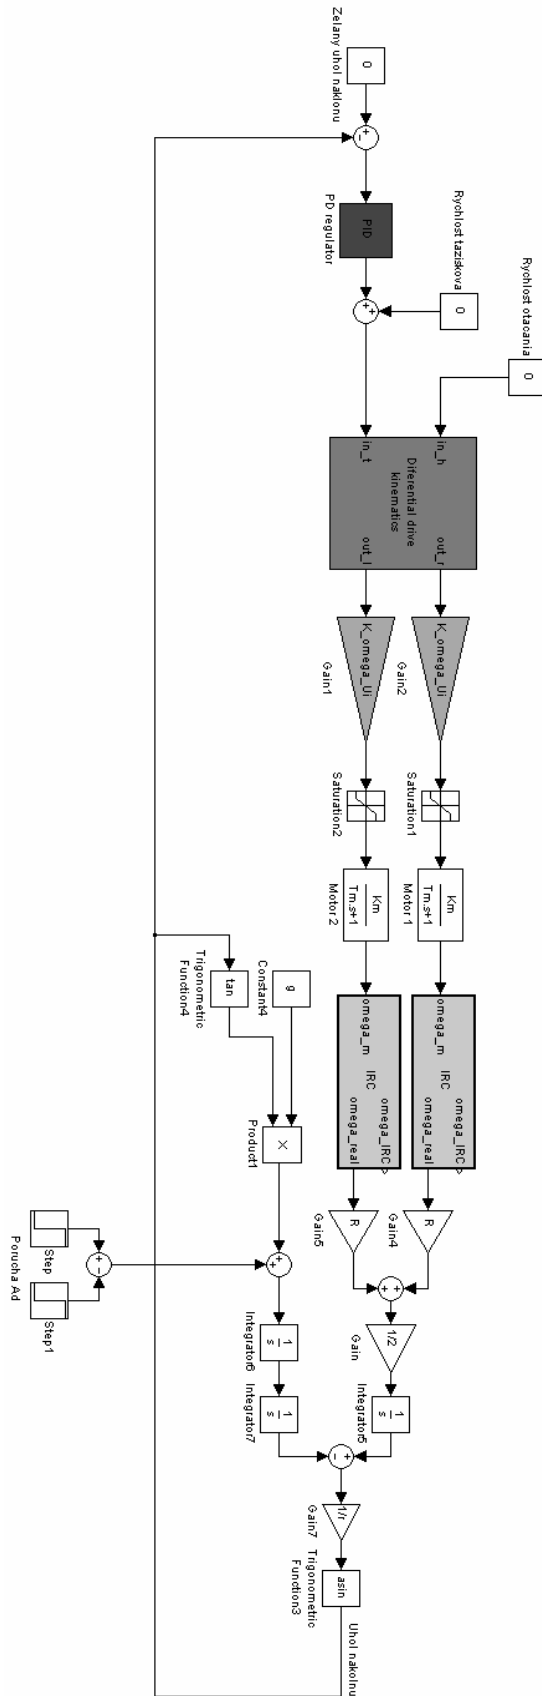 0
Zelany uhol naklonu
+
-
PID
PD regulator
0
Rychlost taziskova
+
+
0
Rychlost otacania
in_h
in_t
Diferential drive
kinematics
out_r
out_l
K_omega_Ui
Gain2
K_omega_Ui
Gain1
Saturation1
Saturation2
Km
Tm.s+1
Motor 1
Km
Tm.s+1
Motor 2
omega_m
IRC
omega_IRC
omega_real
omega_m
IRC
omega_IRC
omega_real
R
Gain4
R
Gain5
+
+
1/2
Gain
1
s
Integrator5
g
Constant4
tan
Trigonometric
Function4
X
Product1
Step
Porucha Ad
Step1
+
-
+
+
1
s
Integrator6
1
s
Integrator7
+
-
1/r
Gain7
asin
Trigonometric
Function3
Uhol nakolnu